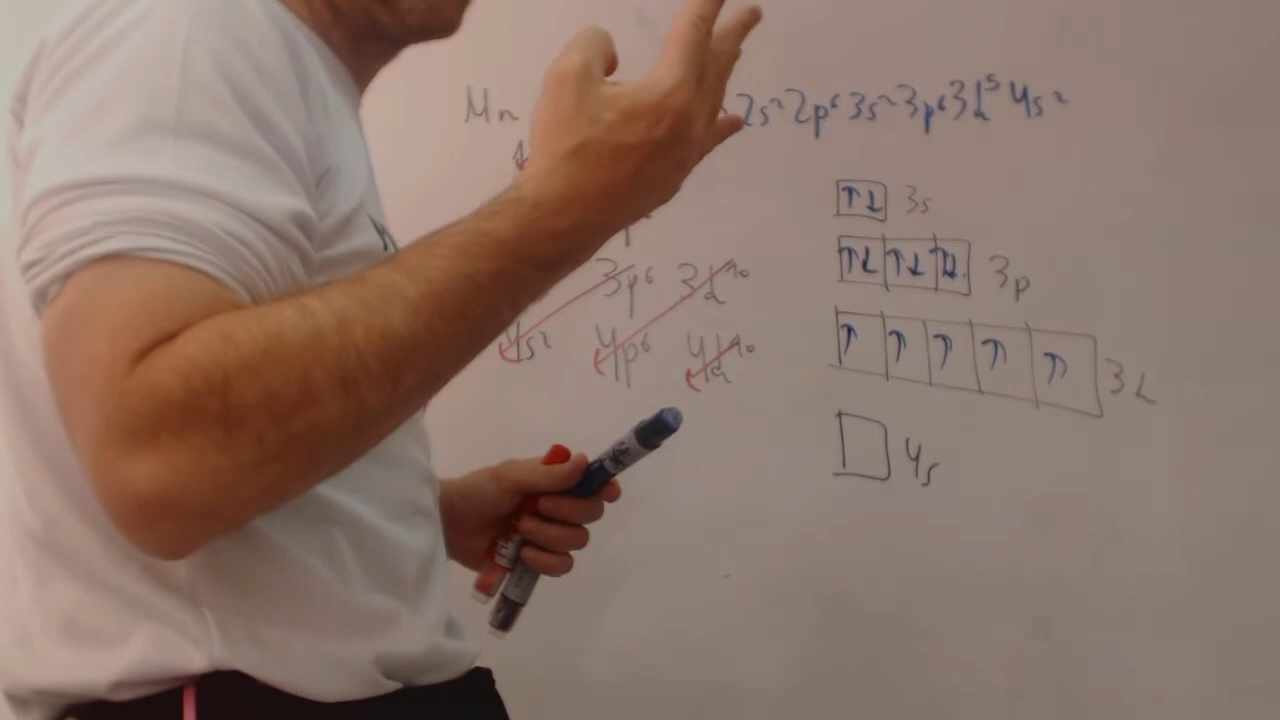 Mn 2s² 2p⁶ 3s² 3p⁶ 3d⁵ 4s²
↑↓ 3s
↑↓ ↑↓ ↑↓ 3p
3p⁶ 3d¹⁰
↑ ↑ ↑ ↑ ↑ 3d
4s² 4p⁶ 4d¹⁰
4s